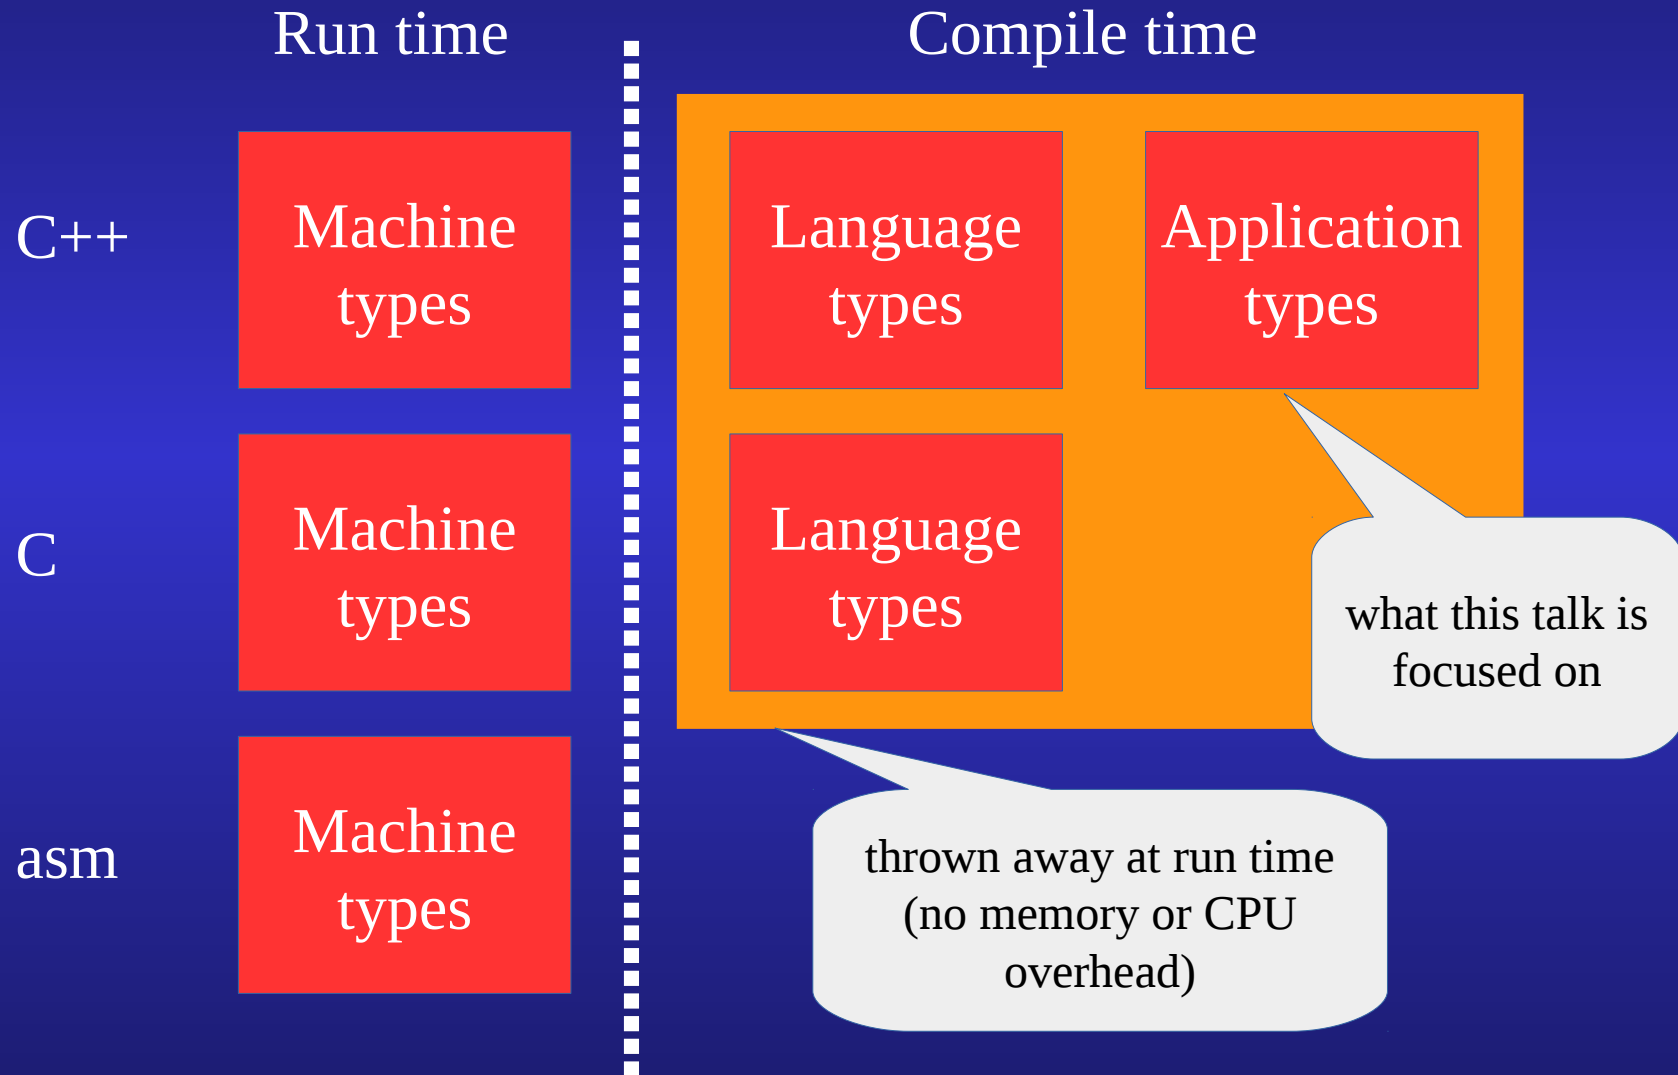 Run time
Compile time
C++
Machine
types
Language
types
Application
types
C
Machine
types
Language
types
what this talk is
focused on
asm
Machine
types
thrown away at run time
(no memory or CPU
overhead)